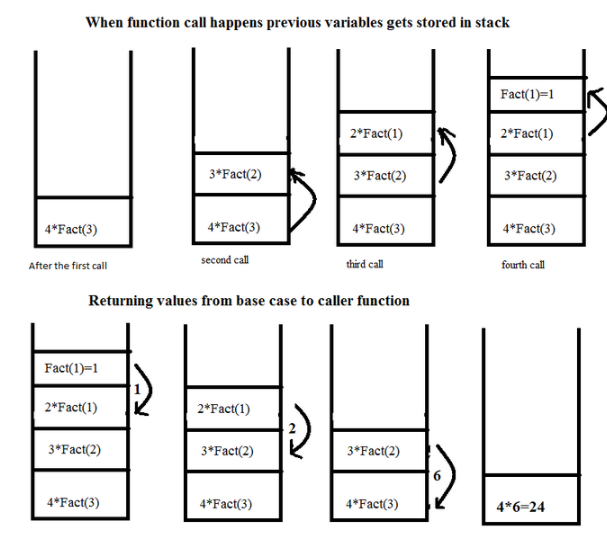 When function call happens previous variables gets stored in stack
Fact(1)=1
2*Fact(1)
2*Fact(1)
3*Fact(2)
3*Fact(2)
3*Fact(2)
4*Fact(3)
4*Fact(3)
4*Fact(3)
4*Fact(3)
After the first call
second call
third call
fourth call
Returning values from base case to caller function
Fact(1)=1
1
2*Fact(1)
2*Fact(1)
2
3*Fact(2)
3*Fact(2)
3*Fact(2)
6
4*Fact(3)
4*Fact(3)
4*Fact(3)
4*6=24